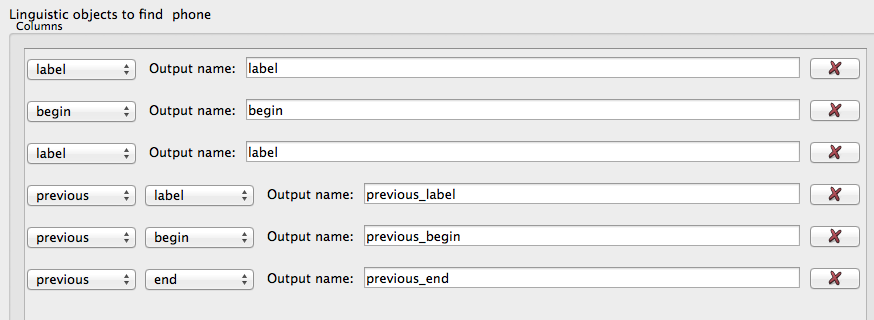 Linguistic objects to find phone
Columns
label Output name: label
begin Output name: begin
label Output name: label
previous label Output name: previous_label
previous begin Output name: previous_begin
previous end Output name: previous_end